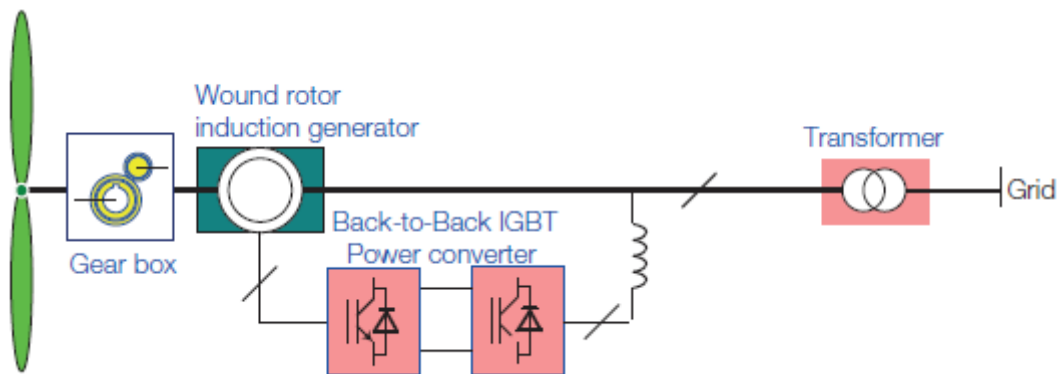 Wound rotor
induction generator
Transformer
Grid
Back-to-Back IGBT
Power converter
Gear box